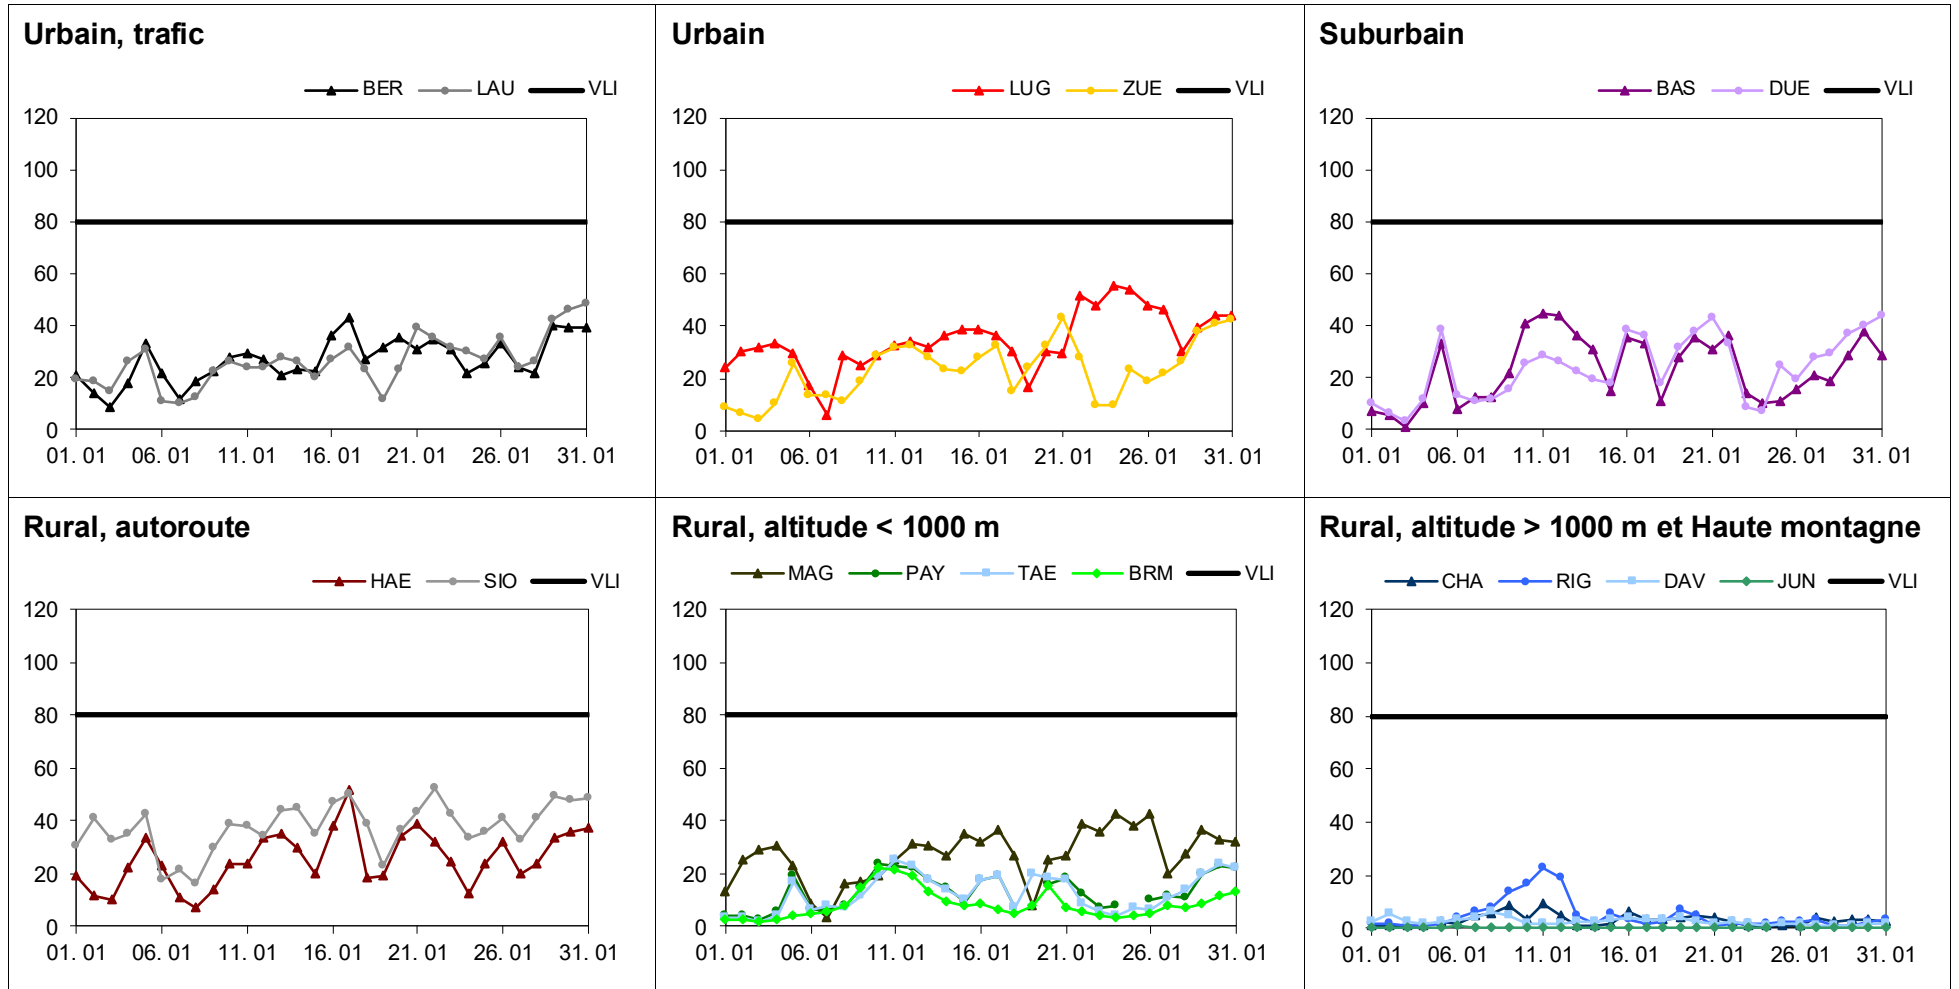 Urbain, trafic
BER LAU VLI
120
100
80
60
40
20
0
01. 01 06. 01 11. 01 16. 01 21. 01 26. 01 31. 01
Urbain
LUG ZUE VLI
120
100
80
60
40
20
0
01. 01 06. 01 11. 01 16. 01 21. 01 26. 01 31. 01
Suburbain
BAS DUE VLI
120
100
80
60
40
20
0
01. 01 06. 01 11. 01 16. 01 21. 01 26. 01 31. 01
Rural, autoroute
HAE SIO VLI
120
100
80
60
40
20
0
01. 01 06. 01 11. 01 16. 01 21. 01 26. 01 31. 01
Rural, altitude < 1000 m
MAG PAY TAE BRM VLI
120
100
80
60
40
20
0
01. 01 06. 01 11. 01 16. 01 21. 01 26. 01 31. 01
Rural, altitude > 1000 m et Haute montagne
CHA RIG DAV JUN VLI
120
100
80
60
40
20
0
01. 01 06. 01 11. 01 16. 01 21. 01 26. 01 31. 01